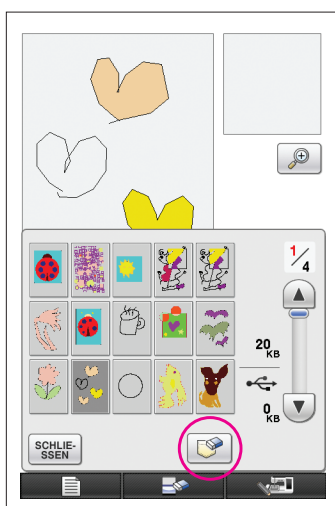 1/4
20
KB
0
KB
SCHLIE-
SSEN